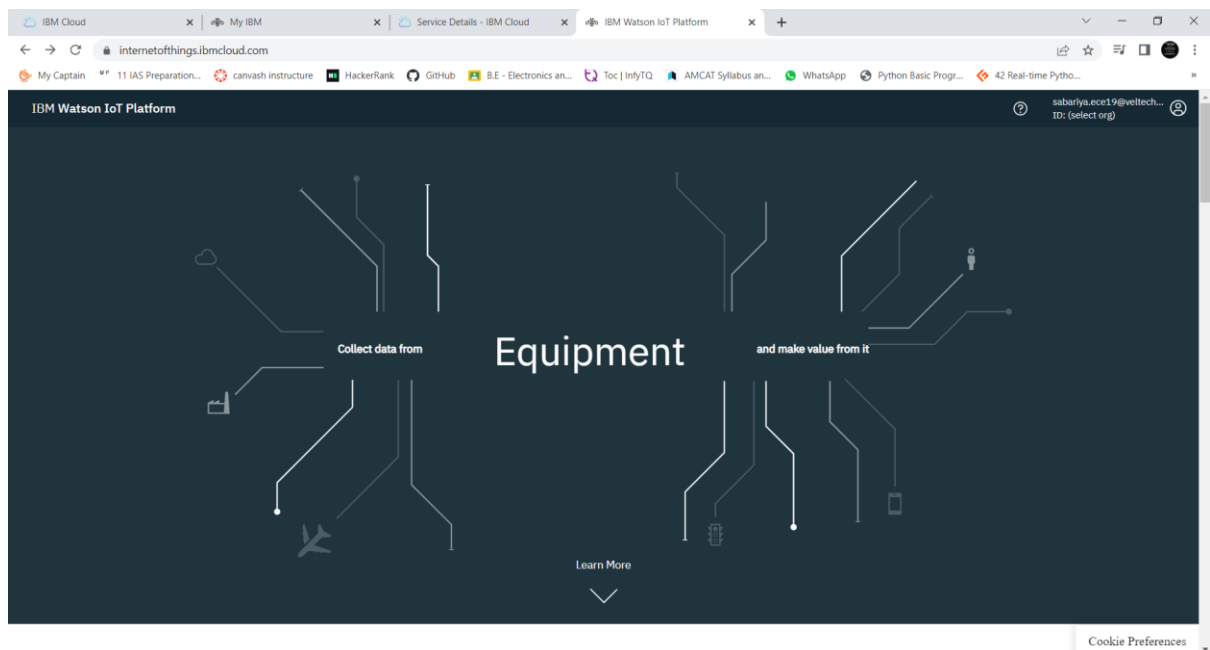 IBM Cloud
My IBM
Service Details - IBM Cloud
IBM Watson IoT Platform
internetofthings.ibmcloud.com
My Captain
UP 11 IAS Preparation...
canvash instructure
HackerRank
GitHub
B.E - Electronics an...
Toc | InfyTQ
AMCAT Syllabus an...
WhatsApp
Python Basic Progr...
42 Real-time Pytho...
IBM Watson IoT Platform
sabariya.ece19@veltech...
ID: (select org)
Collect data from
Equipment
and make value from it
Learn More
Cookie Preferences